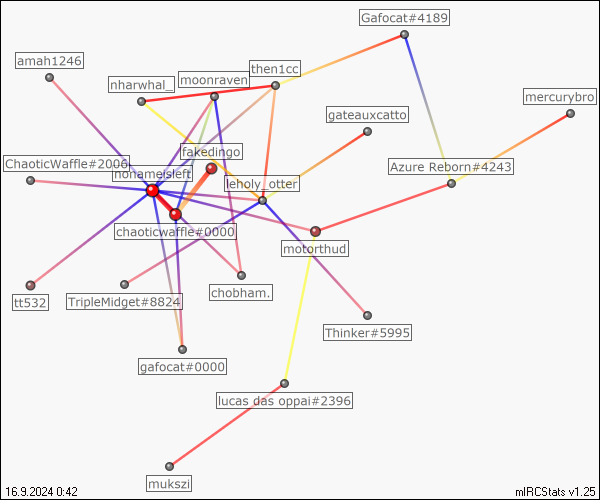 Gafocat#4189
amah1246
then1cc
moonraven
nharwhal_
mercurybro
gateauxcatto
fakedingo
ChaoticWaffle#2006
nonameisleft
Azure Reborn#4243
leholy_otter
chaoticwaffle#0000
motorthud
chobham.
tt532
TripleMidget#8824
Thinker#5995
gafocat#0000
lucas das oppai#2396
mukszi
16.9.2024 0:42
mIRCStats v1.25